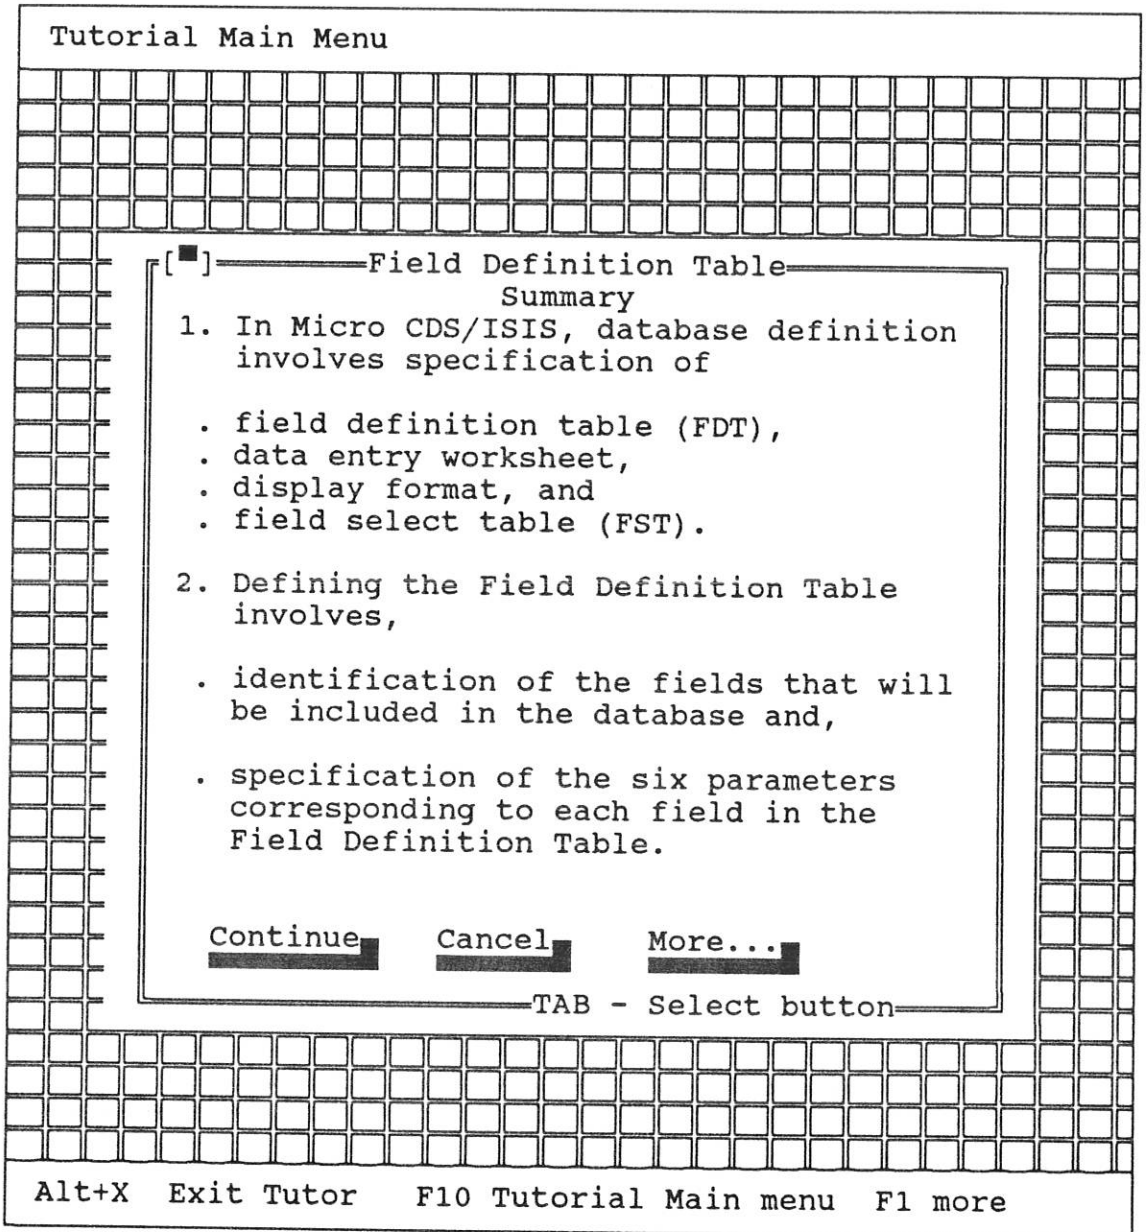 Tutorial Main Menu
[■] Field Definition Table
Summary
1. In Micro CDS/ISIS, database definition
involves specification of
. field definition table (FDT),
. data entry worksheet,
. display format, and
. field select table (FST).
2. Defining the Field Definition Table
involves,
. identification of the fields that will
be included in the database and,
. specification of the six parameters
corresponding to each field in the
Field Definition Table.
Continue Cancel More...
TAB - Select button
Alt+X Exit Tutor F10 Tutorial Main menu F1 more